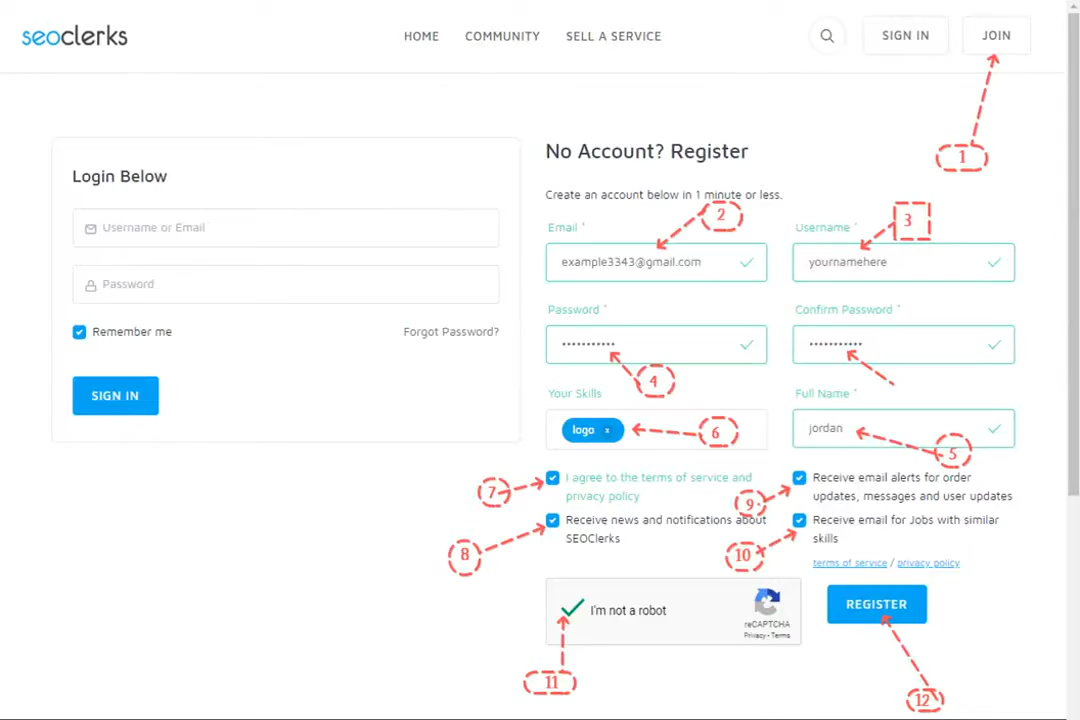 seoclerks
HOME COMMUNITY SELL A SERVICE
SIGN IN JOIN
1
Login Below
Username or Email
Password
Remember me Forgot Password?
SIGN IN
No Account? Register
Create an account below in 1 minute or less.
2
3
Email * Username *
example3343@gmail.com yournamehere
Password * Confirm Password *
••••••••••• •••••••••••
4
Your Skills Full Name *
logo x jordan
6
5
7
I agree to the terms of service and
privacy policy
9
Receive email alerts for order
updates, messages and user updates
8
Receive news and notifications about
SEOClerks
10
Receive email for Jobs with similar
skills
terms of service / privacy policy
I'm not a robot
reCAPTCHA
Privacy - Terms
REGISTER
11
12